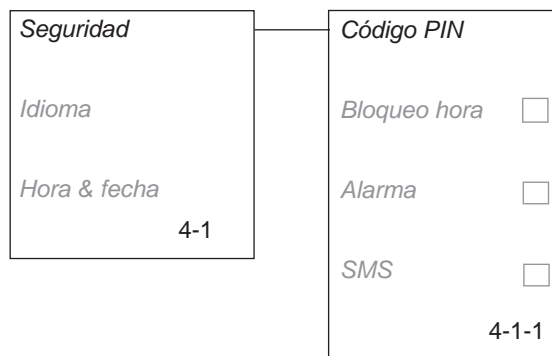 Seguridad
Idioma
Hora & fecha
4-1
Código PIN
Bloqueo hora
Alarma
SMS
4-1-1